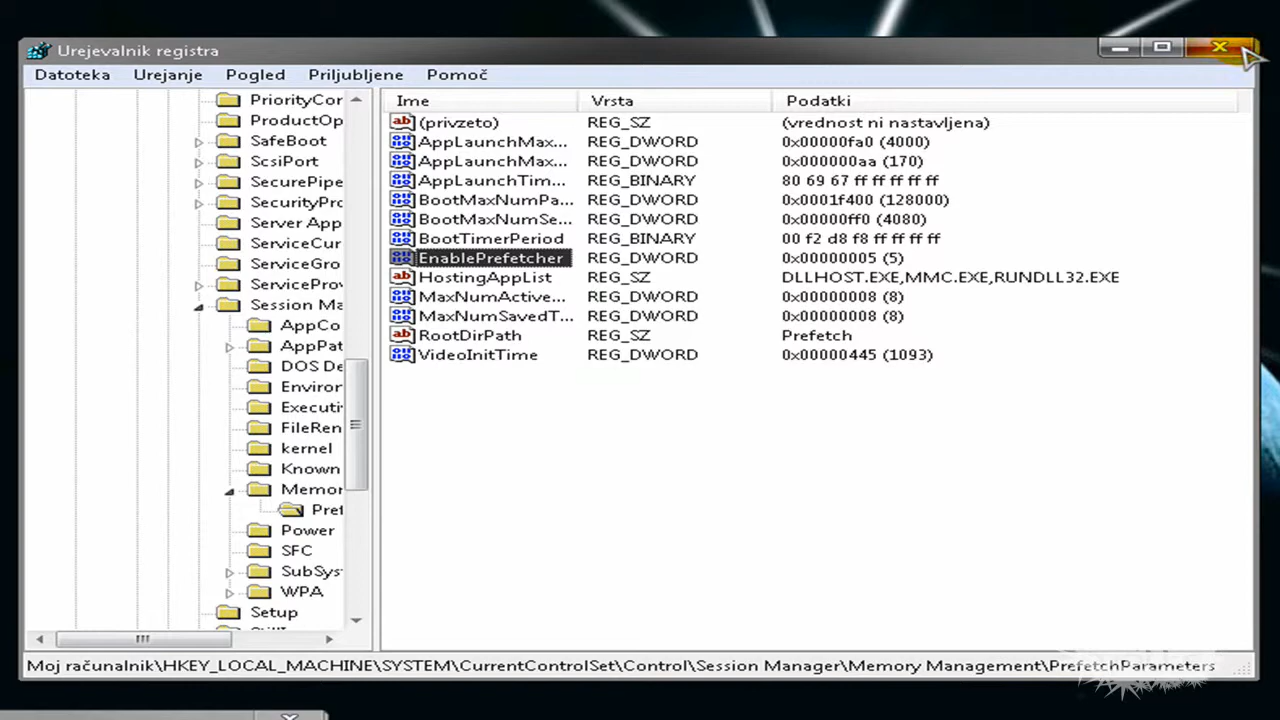 Urejevalnik registra
Datoteka Urejanje Pogled Priljubljene Pomoč
PriorityCor
ProductOp
SafeBoot
ScsiPort
SecurePipe
SecurityPro
Server App
ServiceCur
ServiceGro
ServiceProv
Session Ma
AppCo
AppPat
DOS De
Environ
Executi
FileRen
kernel
Known
Memor
Pref
Power
SFC
SubSys
WPA
Setup
Ime Vrsta Podatki
(privzeto) REG_SZ (vrednost ni nastavljena)
AppLaunchMax... REG_DWORD 0x00000fa0 (4000)
AppLaunchMax... REG_DWORD 0x000000aa (170)
AppLaunchTim... REG_BINARY 80 69 67 ff ff ff ff ff
BootMaxNumPa... REG_DWORD 0x0001f400 (128000)
BootMaxNumSe... REG_DWORD 0x00000ff0 (4080)
BootTimerPeriod REG_BINARY 00 f2 d8 f8 ff ff ff ff
EnablePrefetcher REG_DWORD 0x00000005 (5)
HostingAppList REG_SZ DLLHOST.EXE,MMC.EXE,RUNDLL32.EXE
MaxNumActive... REG_DWORD 0x00000008 (8)
MaxNumSavedT... REG_DWORD 0x00000008 (8)
RootDirPath REG_SZ Prefetch
VideoInitTime REG_DWORD 0x00000445 (1093)
Moj računalnik\HKEY_LOCAL_MACHINE\SYSTEM\CurrentControlSet\Control\Session Manager\Memory Management\PrefetchParameters